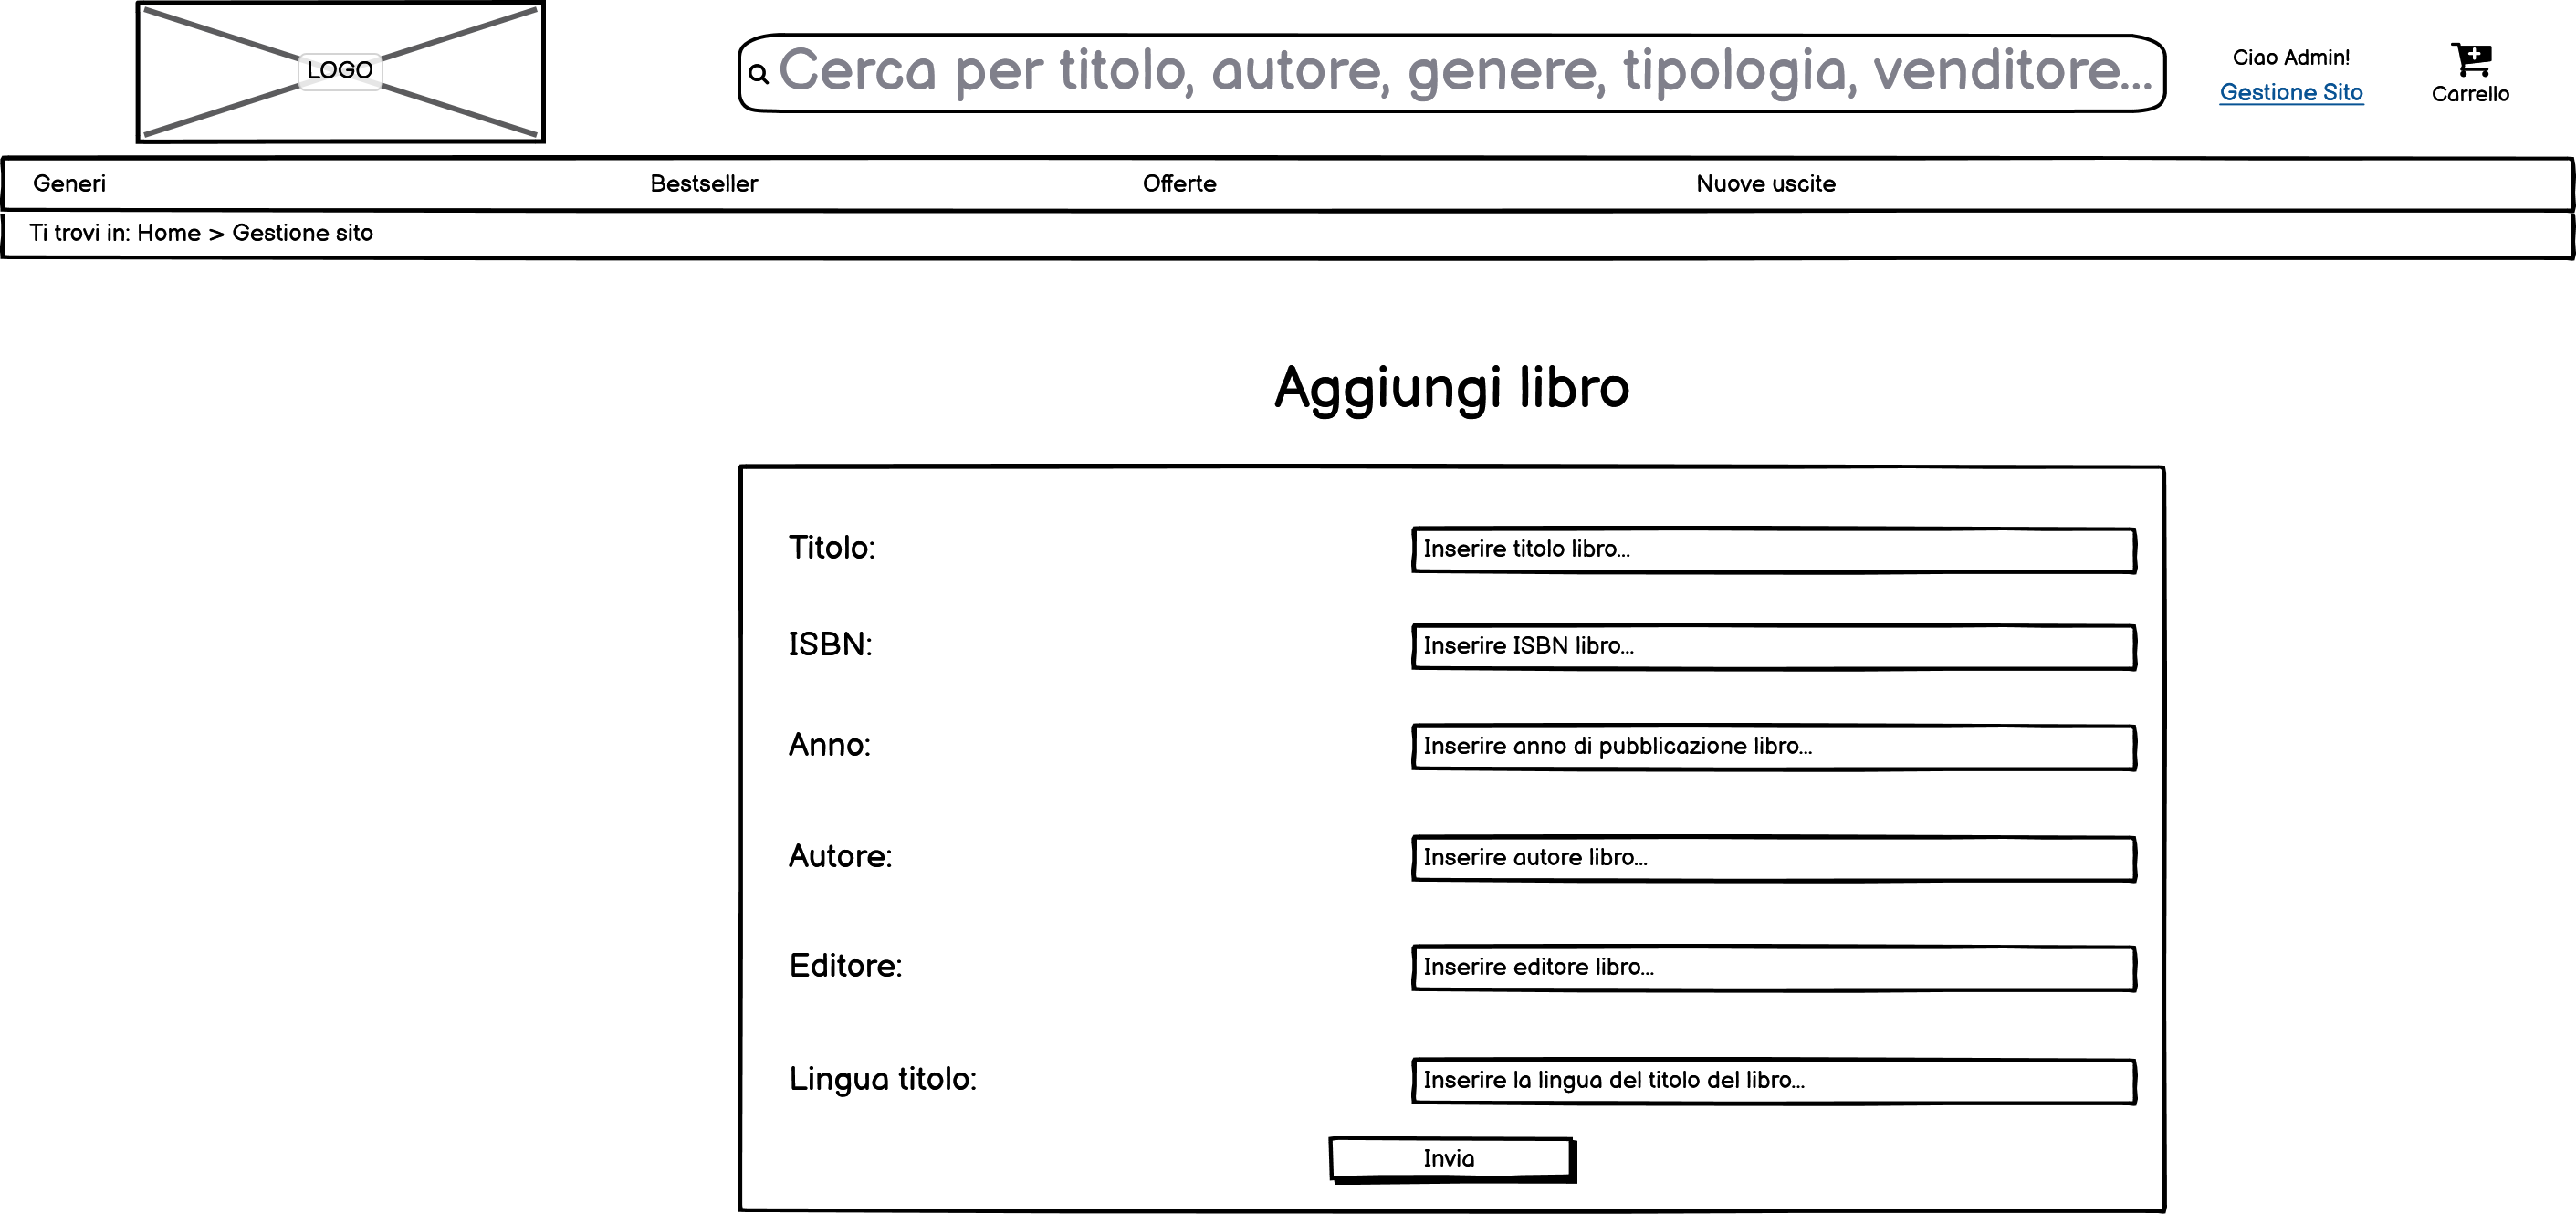 LOGO
Cerca per titolo, autore, genere, tipologia, venditore...
Ciao Admin!
Gestione Sito
Carrello
Generi
Bestseller
Offerte
Nuove uscite
Ti trovi in: Home > Gestione sito
Aggiungi libro
Titolo:
Inserire titolo libro...
ISBN:
Inserire ISBN libro...
Anno:
Inserire anno di pubblicazione libro...
Autore:
Inserire autore libro...
Editore:
Inserire editore libro...
Lingua titolo:
Inserire la lingua del titolo del libro...
Invia